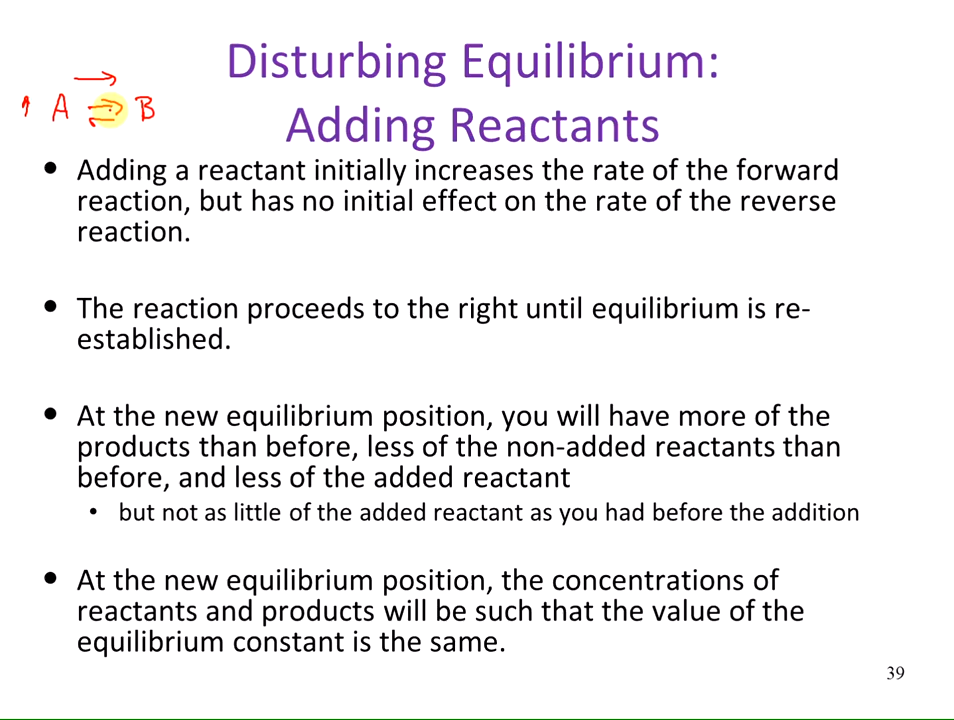 Disturbing Equilibrium:
↑ A ⇌ B
Adding Reactants
• Adding a reactant initially increases the rate of the forward
reaction, but has no initial effect on the rate of the reverse
reaction.
• The reaction proceeds to the right until equilibrium is re-
established.
• At the new equilibrium position, you will have more of the
products than before, less of the non-added reactants than
before, and less of the added reactant
• but not as little of the added reactant as you had before the addition
• At the new equilibrium position, the concentrations of
reactants and products will be such that the value of the
equilibrium constant is the same.
39